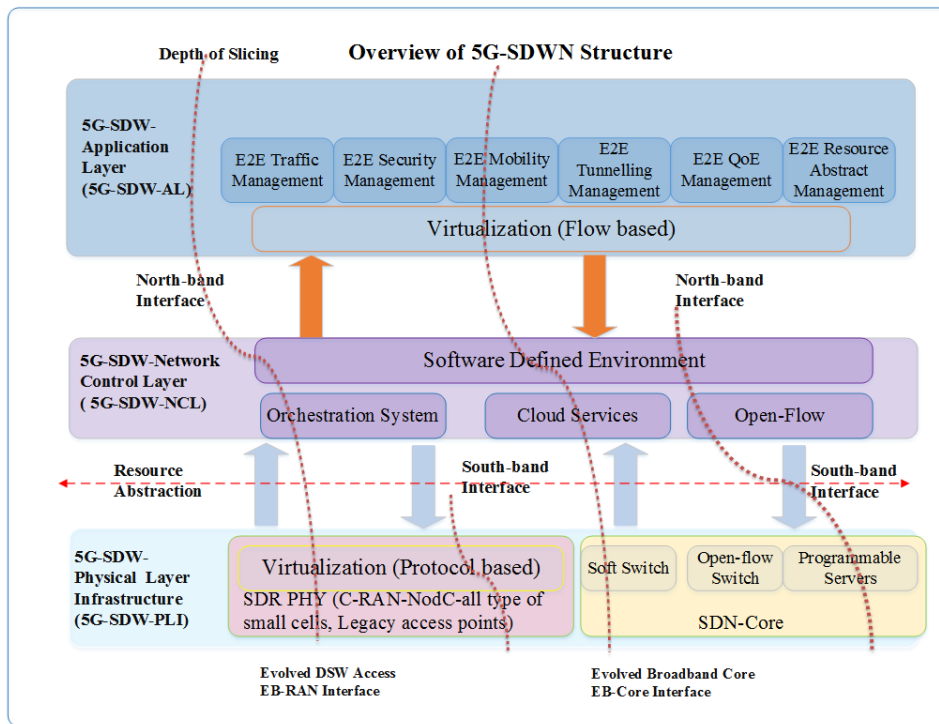 Depth of Slicing
Overview of 5G-SDWN Structure
5G-SDW-
Application
Layer
(5G-SDW-AL)
E2E Traffic
Management
E2E Security
Management
E2E Mobility
Management
E2E
Tunnelling
Management
E2E QoE
Management
E2E Resource
Abstract
Management
Virtualization (Flow based)
North-band
Interface
North-band
Interface
5G-SDW-Network
Control Layer
( 5G-SDW-NCL)
Software Defined Environment
Orchestration System
Cloud Services
Open-Flow
Resource
Abstraction
South-band
Interface
South-band
Interface
5G-SDW-
Physical Layer
Infrastructure
(5G-SDW-PLI)
Virtualization (Protocol based)
SDR PHY (C-RAN-NodC-all type of
small cells, Legacy access points)
Soft Switch
Open-flow
Switch
Programmable
Servers
SDN-Core
Evolved DSW Access
EB-RAN Interface
Evolved Broadband Core
EB-Core Interface